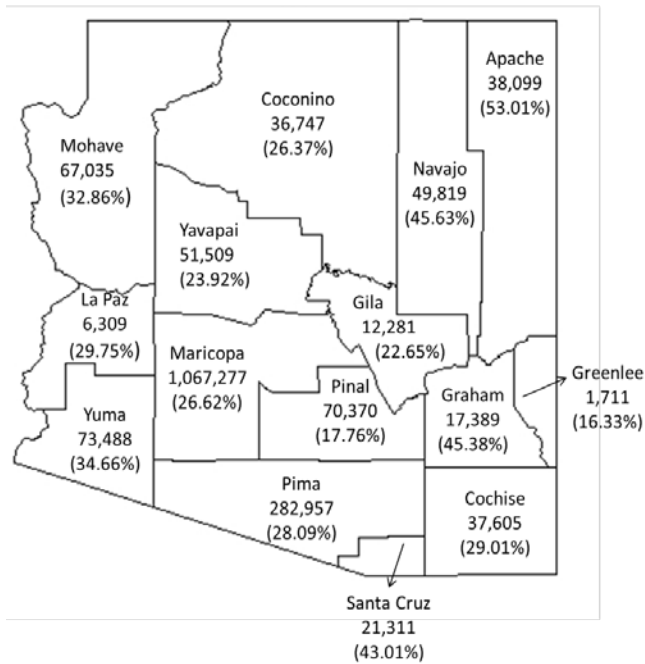 Apache
38,099
(53.01%)
Coconino
36,747
(26.37%)
Mohave
67,035
(32.86%)
Navajo
49,819
(45.63%)
Yavapai
51,509
(23.92%)
La Paz
6,309
(29.75%)
Gila
12,281
(22.65%)
Maricopa
1,067,277
(26.62%)
Pinal
70,370
(17.76%)
Graham
17,389
(45.38%)
Greenlee
1,711
(16.33%)
Yuma
73,488
(34.66%)
Pima
282,957
(28.09%)
Cochise
37,605
(29.01%)
Santa Cruz
21,311
(43.01%)